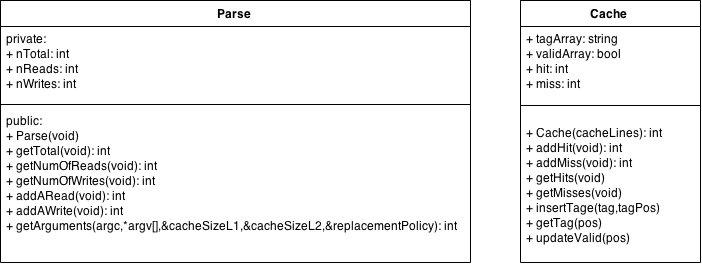 Parse
private:
+ nTotal: int
+ nReads: int
+ nWrites: int
public:
+ Parse(void)
+ getTotal(void): int
+ getNumOfReads(void): int
+ getNumOfWrites(void): int
+ addARead(void): int
+ addAWrite(void): int
+ getArguments(argc,*argv[],&cacheSizeL1,&cacheSizeL2,&replacementPolicy): int
Cache
+ tagArray: string
+ validArray: bool
+ hit: int
+ miss: int
+ Cache(cacheLines): int
+ addHit(void): int
+ addMiss(void): int
+ getHits(void)
+ getMisses(void)
+ insertTage(tag,tagPos)
+ getTag(pos)
+ updateValid(pos)